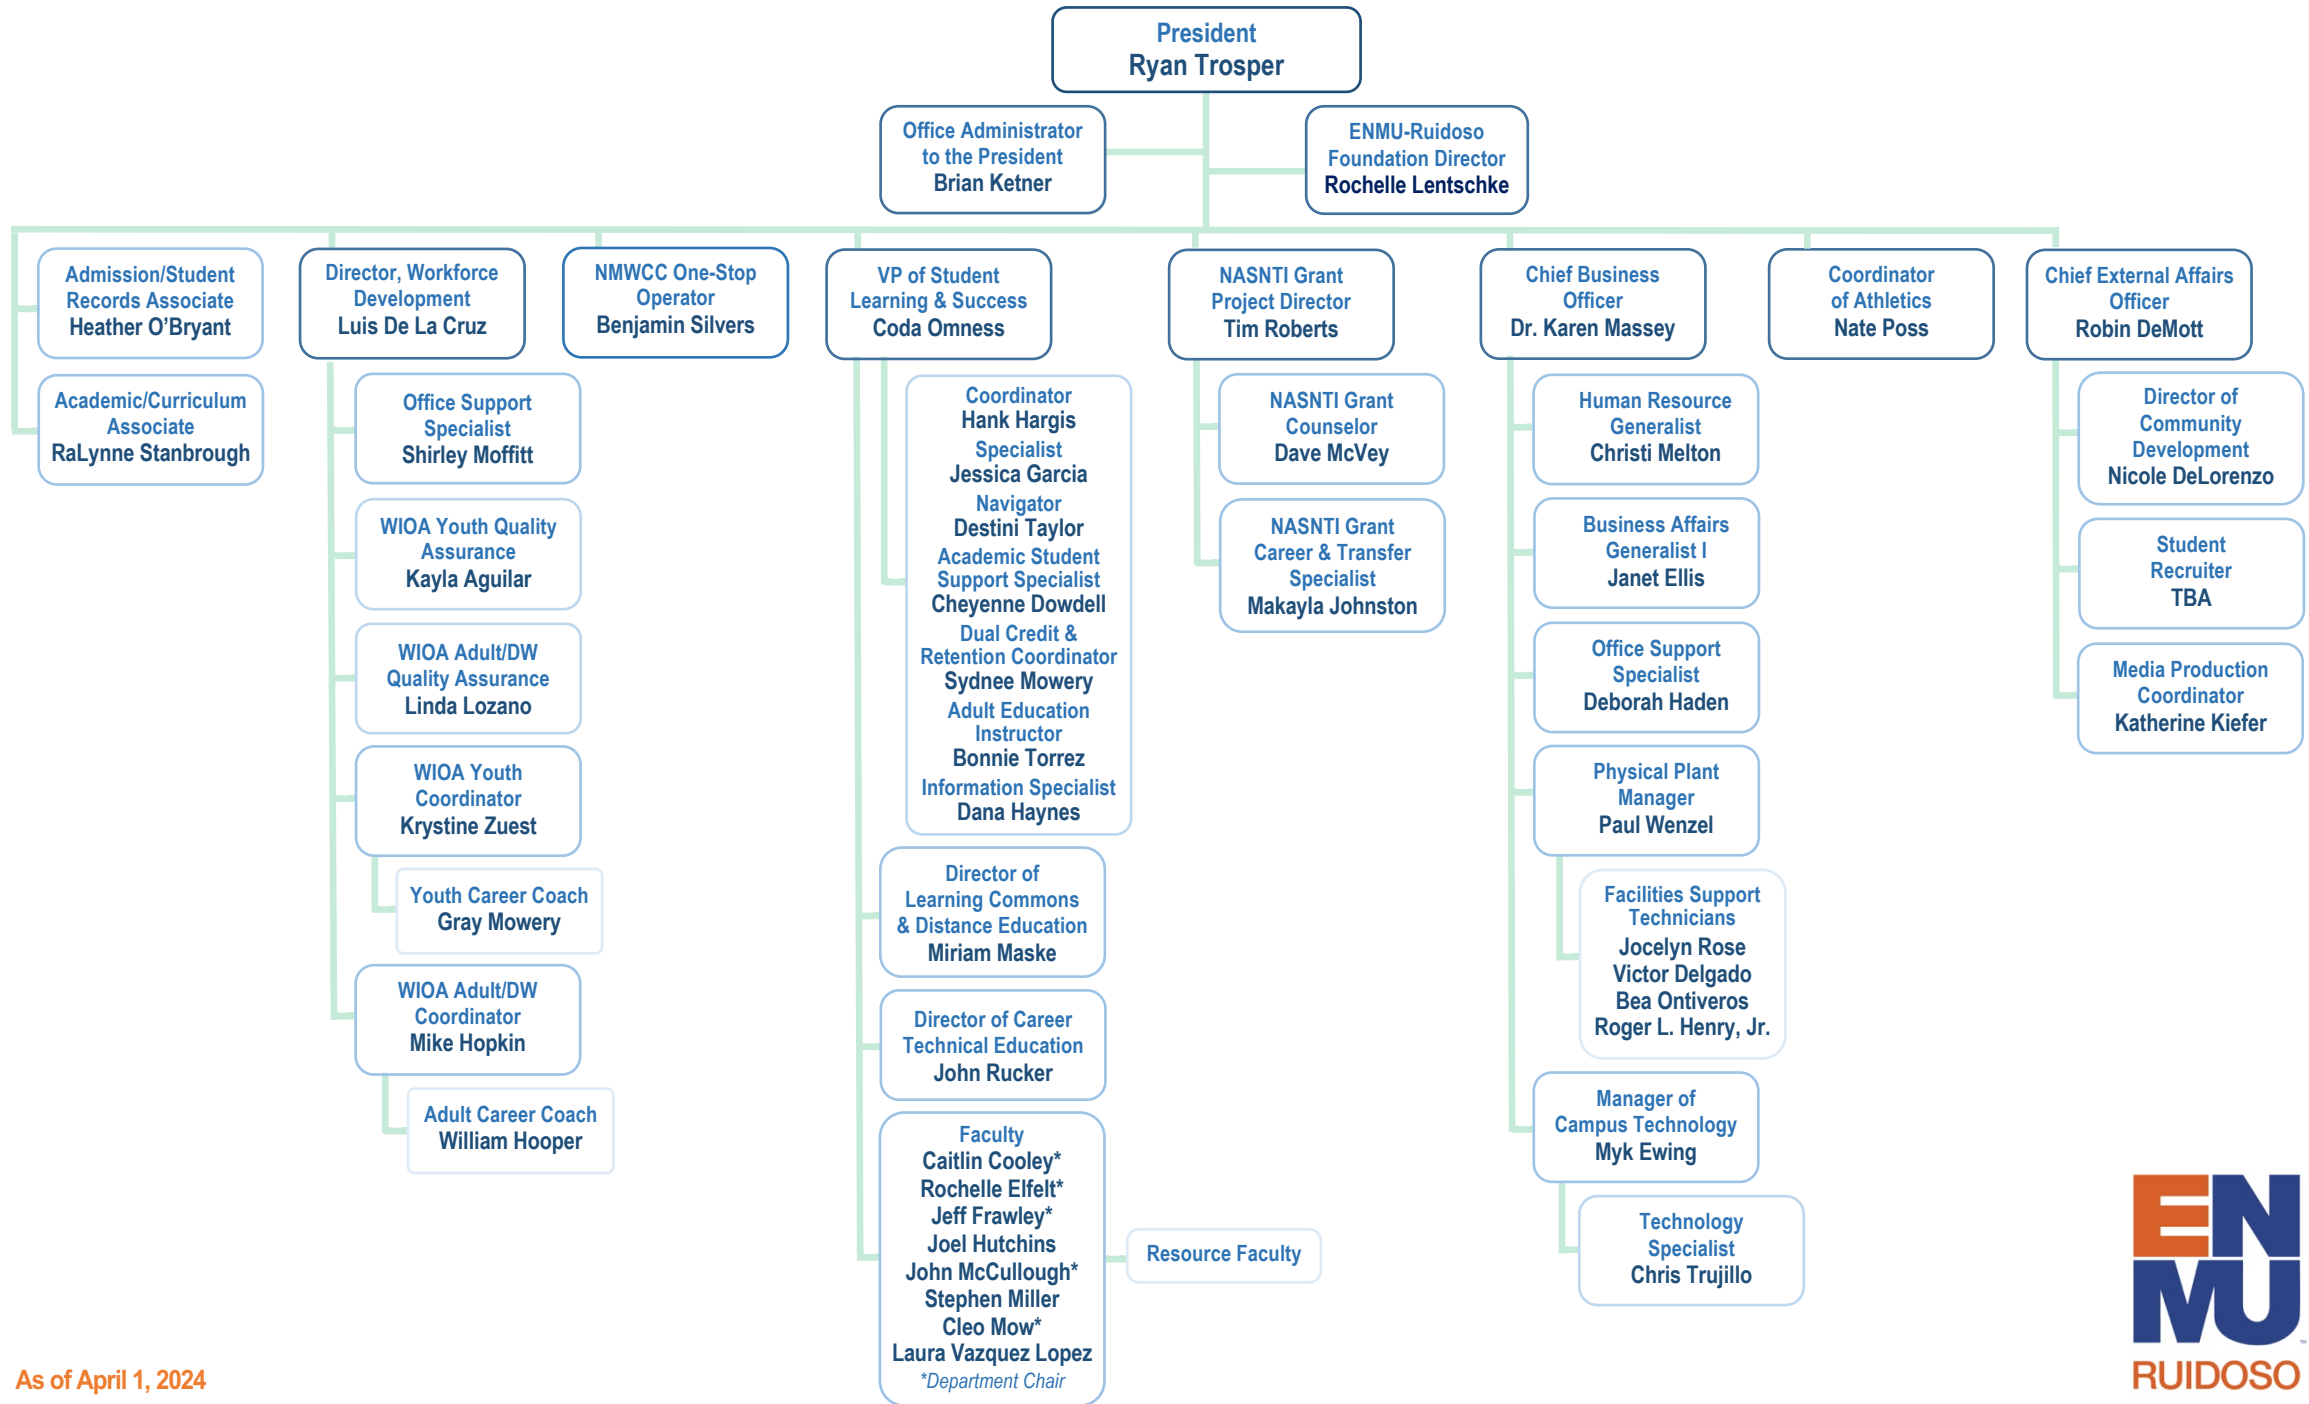 President
Ryan Trosper
Office Administrator
to the President
Brian Ketner
ENMU-Ruidoso
Foundation Director
Rochelle Lentschke
Admission/Student
Records Associate
Heather O’Bryant
Academic/Curriculum
Associate
RaLynne Stanbrough
Director, Workforce
Development
Luis De La Cruz
Office Support
Specialist
Shirley Moffitt
WIOA Youth Quality
Assurance
Kayla Aguilar
WIOA Adult/DW
Quality Assurance
Linda Lozano
WIOA Youth
Coordinator
Krystine Zuest
Youth Career Coach
Gray Mowery
WIOA Adult/DW
Coordinator
Mike Hopkin
Adult Career Coach
William Hooper
NMWCC One-Stop
Operator
Benjamin Silvers
VP of Student
Learning & Success
Coda Omness
Coordinator
Hank Hargis
Specialist
Jessica Garcia
Navigator
Destini Taylor
Academic Student
Support Specialist
Cheyenne Dowdell
Dual Credit &
Retention Coordinator
Sydnee Mowery
Adult Education
Instructor
Bonnie Torrez
Information Specialist
Dana Haynes
Director of
Learning Commons
& Distance Education
Miriam Maske
Director of Career
Technical Education
John Rucker
Faculty
Caitlin Cooley*
Rochelle Elfelt*
Jeff Frawley*
Joel Hutchins
John McCullough*
Stephen Miller
Cleo Mow*
Laura Vazquez Lopez
*Department Chair
Resource Faculty
NASNTI Grant
Project Director
Tim Roberts
NASNTI Grant
Counselor
Dave McVey
NASNTI Grant
Career & Transfer
Specialist
Makayla Johnston
Chief Business
Officer
Dr. Karen Massey
Human Resource
Generalist
Christi Melton
Business Affairs
Generalist I
Janet Ellis
Office Support
Specialist
Deborah Haden
Physical Plant
Manager
Paul Wenzel
Facilities Support
Technicians
Jocelyn Rose
Victor Delgado
Bea Ontiveros
Roger L. Henry, Jr.
Manager of
Campus Technology
Myk Ewing
Technology
Specialist
Chris Trujillo
Coordinator
of Athletics
Nate Poss
Chief External Affairs
Officer
Robin DeMott
Director of
Community
Development
Nicole DeLorenzo
Student
Recruiter
TBA
Media Production
Coordinator
Katherine Kiefer
As of April 1, 2024
EN
MU
™
RUIDOSO